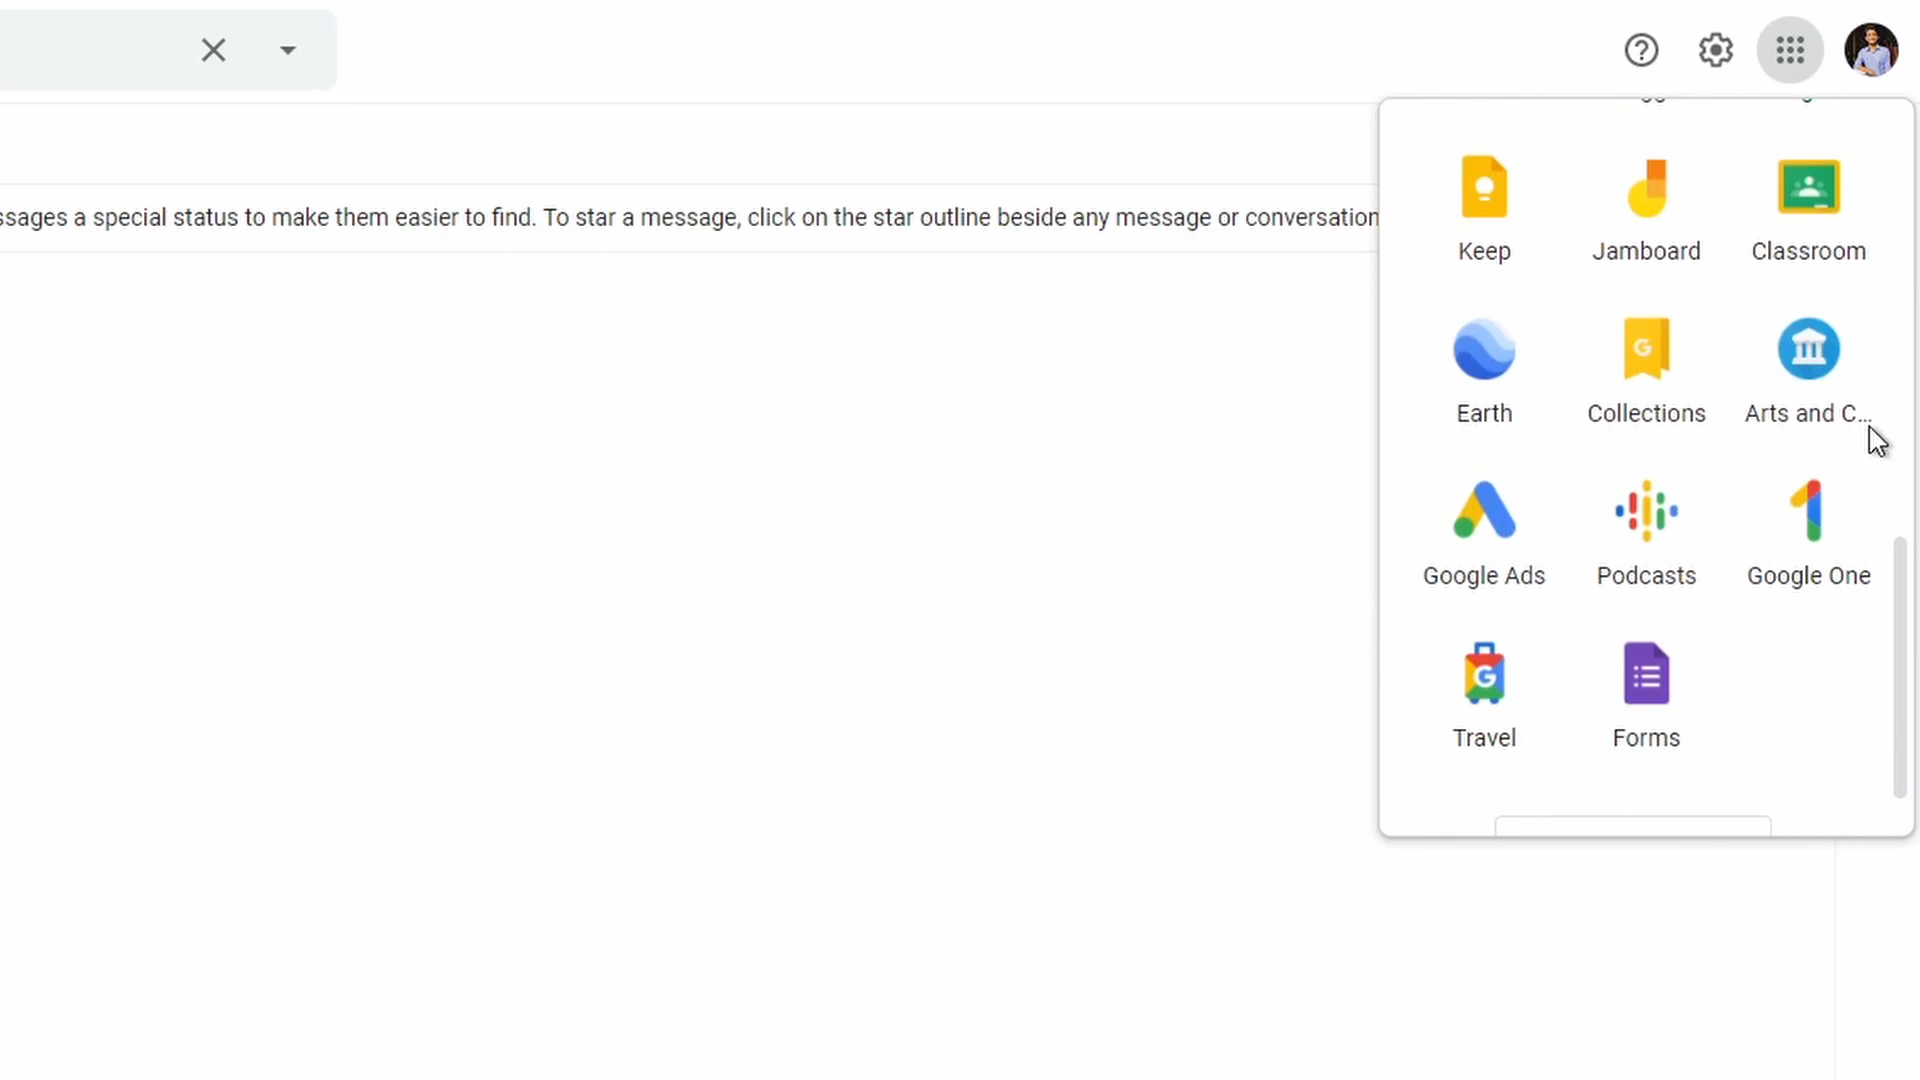 ssages a special status to make them easier to find. To star a message, click on the star outline beside any message or conversation
Keep
Jamboard
Classroom
Earth
Collections
Arts and C...
Google Ads
Podcasts
Google One
Travel
Forms